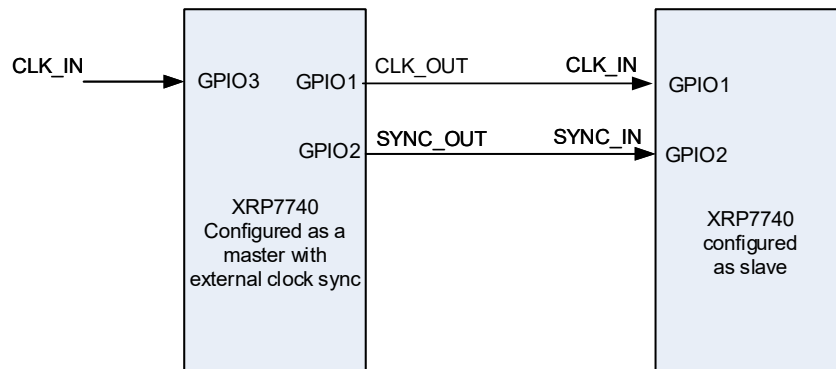 CLK_IN
GPIO3
GPIO1
CLK_OUT
CLK_IN
GPIO1
GPIO2
SYNC_OUT
SYNC_IN
GPIO2
XRP7740
Configured as a
master with
external clock sync
XRP7740
configured
as slave